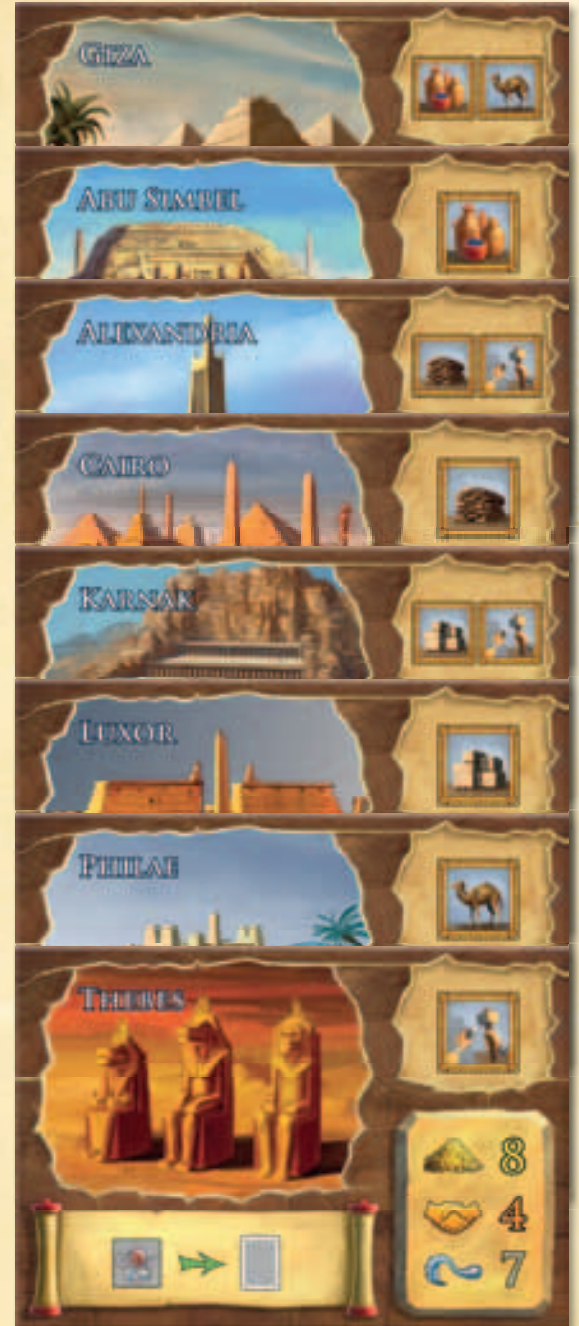 GIZA
ABU SIMBEL
ALEXANDRIA
CAIRO
KARNAK
LUXOR
PHILAE
THEBES
8
4
7